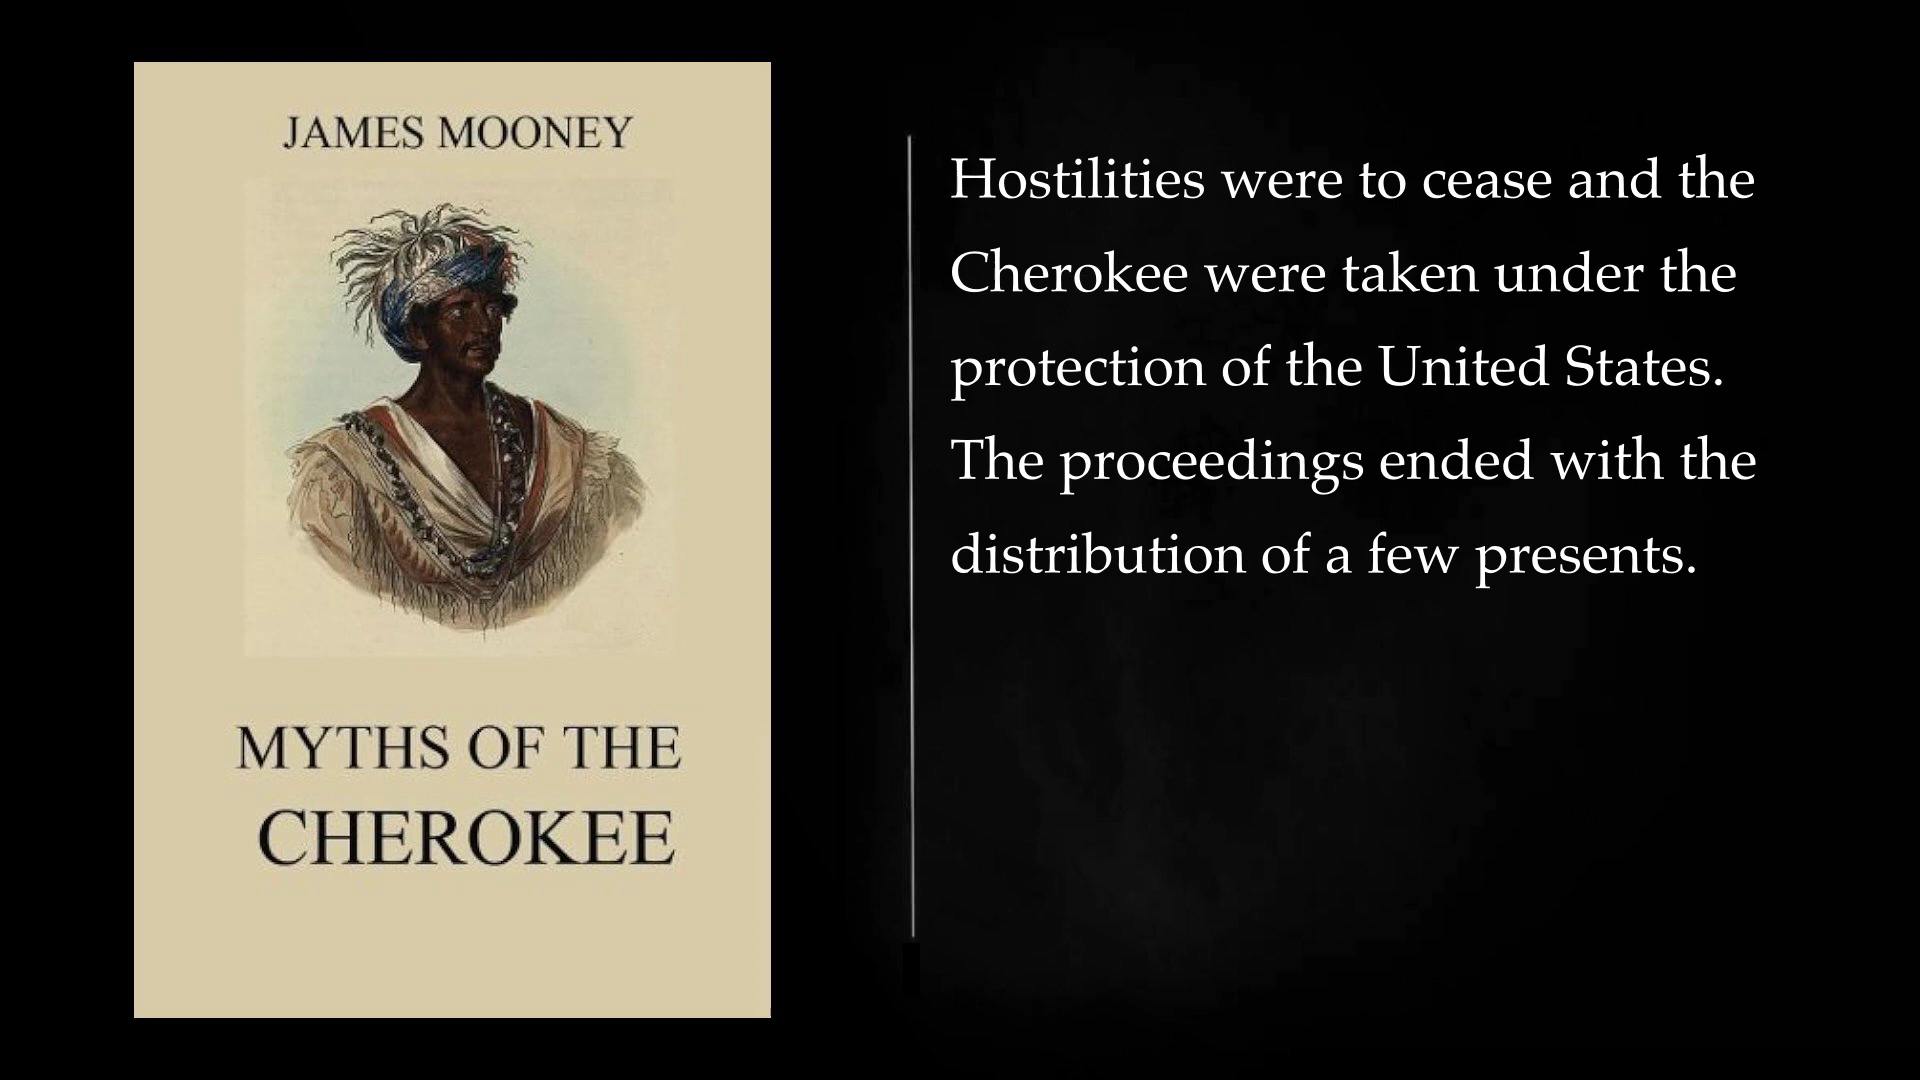 JAMES MOONEY
MYTHS OF THE
CHEROKEE
Hostilities were to cease and the
Cherokee were taken under the
protection of the United States.
The proceedings ended with the
distribution of a few presents.